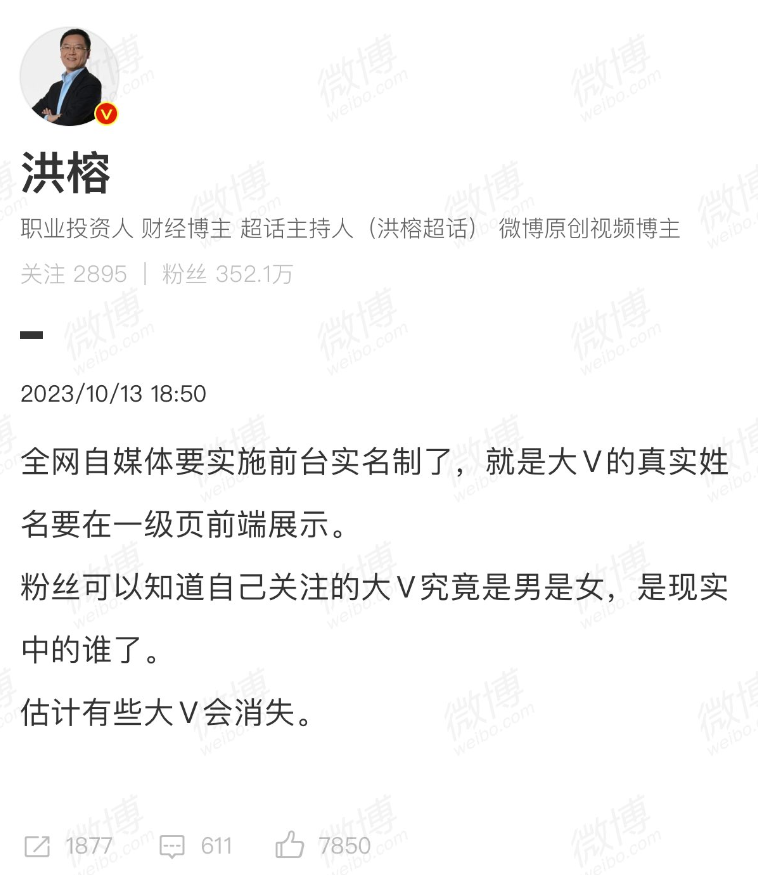 洪榕
职业投资人 财经博主 超话主持人（洪榕超话） 微博原创视频博主
关注 2895 | 粉丝 352.1万
2023/10/13 18:50
全网自媒体要实施前台实名制了，就是大V的真实姓
名要在一级页前端展示。
粉丝可以知道自己关注的大V究竟是男是女，是现实
中的谁了。
估计有些大V会消失。
1877 611 7850
微博
weibo.com